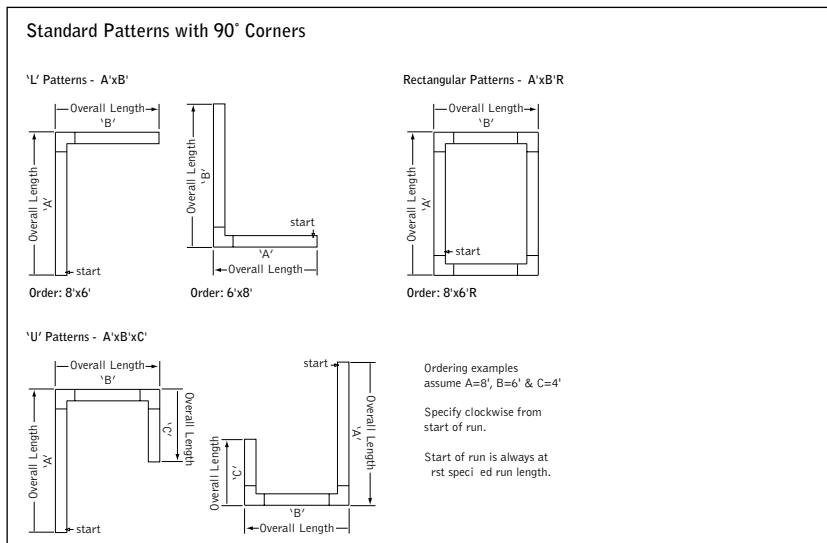 Standard Patterns with 90° Corners
‘L’ Patterns - A'xB'
Overall Length
‘B’
Overall Length
‘A’
start
Order: 8'x6'
Overall Length
‘B’
start
‘A’
Overall Length
Order: 6'x8'
Rectangular Patterns - A'xB'R
Overall Length
‘B’
Overall Length
‘A’
start
Order: 8'x6'R
‘U’ Patterns - A'xB'xC'
Overall Length
‘B’
Overall Length
‘A’
Overall Length
‘C’
start
start
Overall Length
‘A’
Overall Length
‘C’
‘B’
Overall Length
Ordering examples
assume A=8', B=6' & C=4'
Specify clockwise from
start of run.
Start of run is always at
rst speci ed run length.